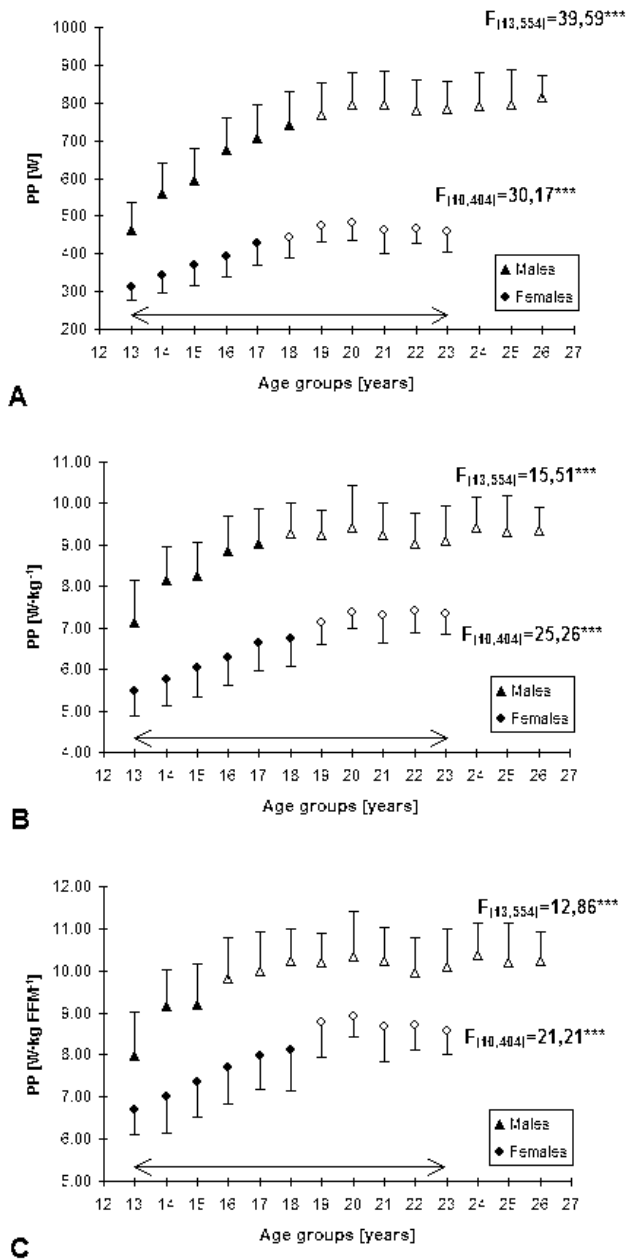 F[13,554]=39,59***
1000
900
800
700
600
500
400
300
200
PP [W]
F[10,404]=30,17***
Males
Females
12 13 14 15 16 17 18 19 20 21 22 23 24 25 26 27
Age groups [years]
A
11.00
10.00
9.00
8.00
7.00
6.00
5.00
4.00
PP [W·kg⁻¹]
F[13,554]=15,51***
F[10,404]=25,26***
Males
Females
12 13 14 15 16 17 18 19 20 21 22 23 24 25 26 27
Age groups [years]
B
12.00
11.00
10.00
9.00
8.00
7.00
6.00
5.00
PP [W·kg FFM⁻¹]
F[13,554]=12,86***
F[10,404]=21,21***
Males
Females
12 13 14 15 16 17 18 19 20 21 22 23 24 25 26 27
Age groups [years]
C